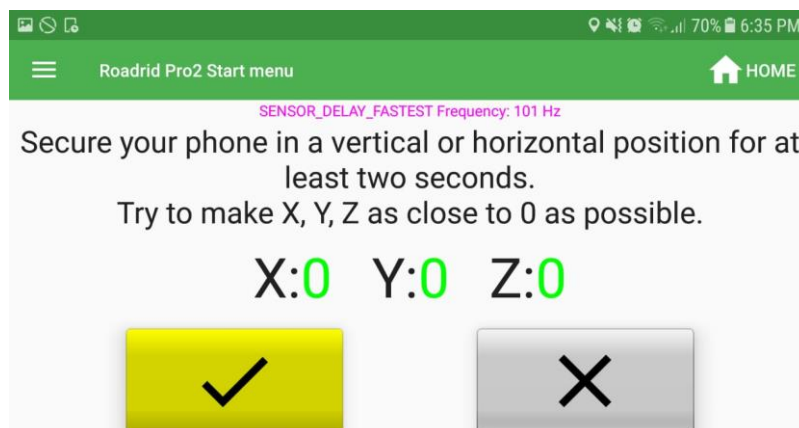 70% 6:35 PM
Roadrid Pro2 Start menu
HOME
SENSOR_DELAY_FASTEST Frequency: 101 Hz
Secure your phone in a vertical or horizontal position for at
least two seconds.
Try to make X, Y, Z as close to 0 as possible.
X:0 Y:0 Z:0